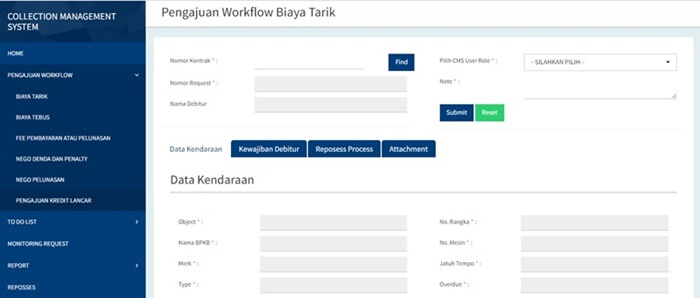 COLLECTION MANAGEMENT
SYSTEM
HOME
PENGAJUAN WORKFLOW
BIAYA TARIK
BIAYA TEBUS
FEE PEMBAYARAN ATAU PELUNASAN
NEGO DENDA DAN PENALTY
NEGO PELUNASAN
PENGAJUAN KREDIT LANCAR
TO DO LIST
MONITORING REQUEST
REPORT
REPOSSES
Pengajuan Workflow Biaya Tarik
Nomor Kontrak * :
Find
Nomor Request * :
Nama Debitur
Pilih CMS User Role * :
--SILAHKAN PILIH--
Note * :
Submit
Reset
Data Kendaraan
Kewajiban Debitur
Reposess Process
Attachment
Data Kendaraan
Object * :
No. Rangka * :
Nama BPKB * :
No. Mesin * :
Merk * :
Jatuh Tempo * :
Type * :
Overdue * :